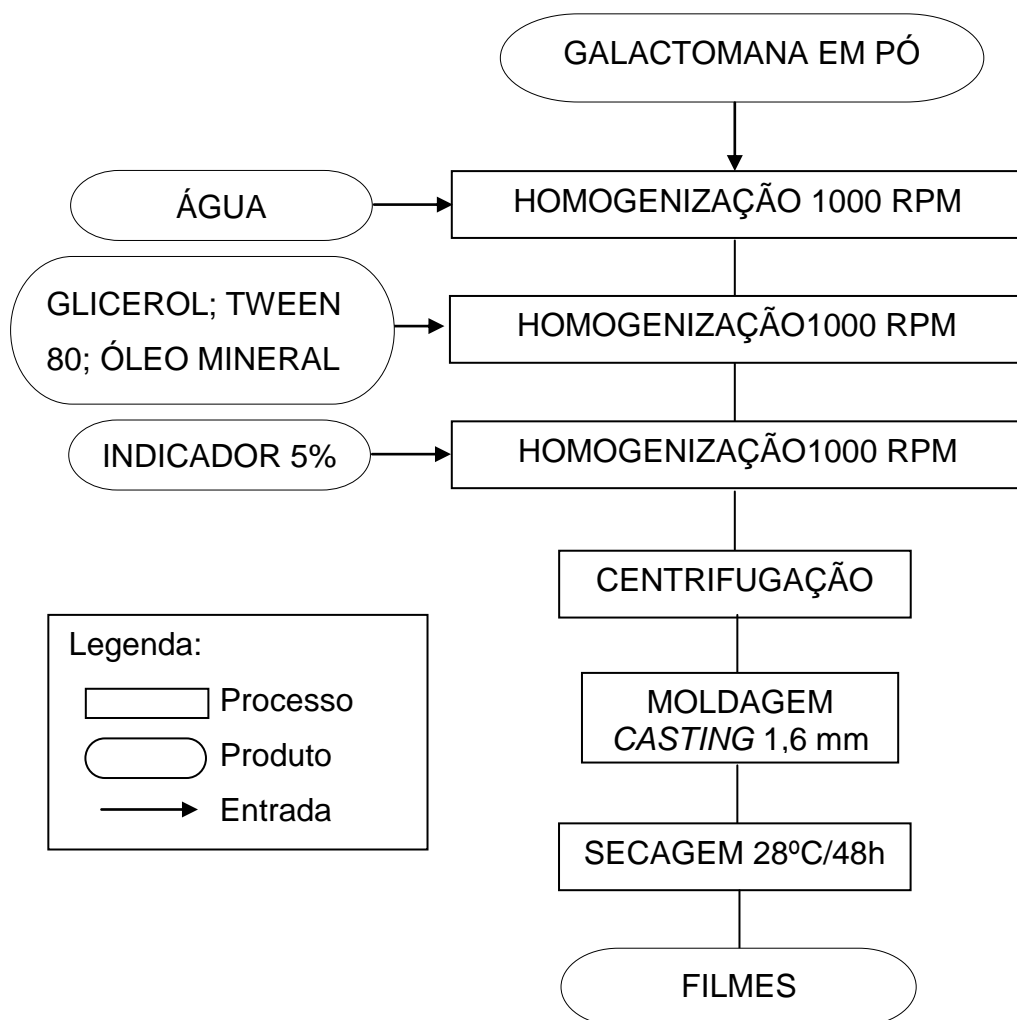 GALACTOMANA EM PÓ
ÁGUA
HOMOGENIZAÇÃO 1000 RPM
GLICEROL; TWEEN
80; ÓLEO MINERAL
HOMOGENIZAÇÃO1000 RPM
INDICADOR 5%
HOMOGENIZAÇÃO1000 RPM
CENTRIFUGAÇÃO
MOLDAGEM
CASTING 1,6 mm
SECAGEM 28ºC/48h
FILMES
Legenda:
Processo
Produto
Entrada